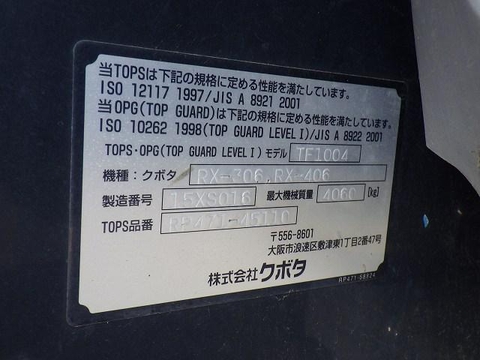 当TOPSは下記の規格に定める性能を満たしています。
ISO 12117 1997/JIS A 8921 2001
当OPG(TOP GUARD)は下記の規格に定める性能を満たしています。
ISO 10262 1998(TOP GUARD LEVEL I)/JIS A 8922 2001
TOPS・OPG(TOP GUARD LEVEL I) モデル TF1004
機種：クボタ RX-306,RX-406
製造番号 15XS016 最大機械質量 4060 [kg]
TOPS品番 RP421-45110
〒556-8601
大阪市浪速区敷津東1丁目2番47号
株式会社クボタ